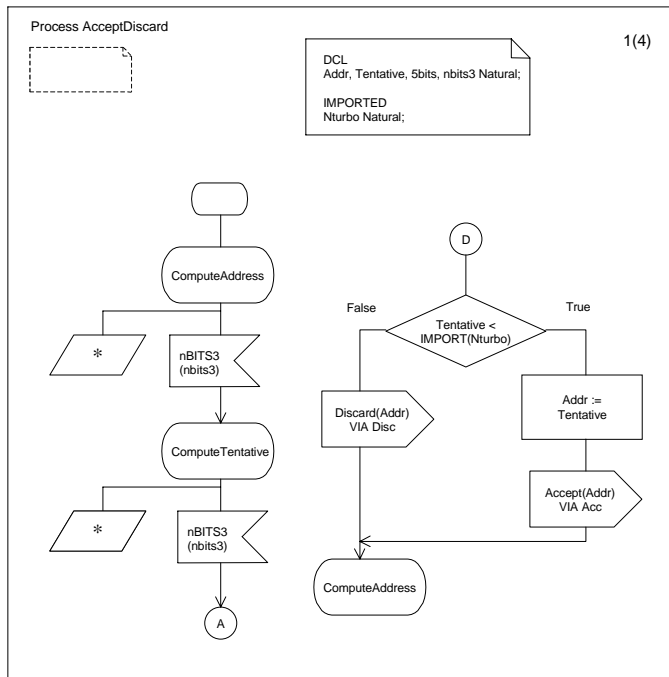 Process AcceptDiscard
1(4)
DCL
Addr, Tentative, 5bits, nbits3 Natural;
IMPORTED
Nturbo Natural;
ComputeAddress
*
nBITS3
(nbits3)
ComputeTentative
*
nBITS3
(nbits3)
A
D
False
True
Tentative <
IMPORT(Nturbo)
Discard(Addr)
VIA Disc
Addr :=
Tentative
Accept(Addr)
VIA Acc
ComputeAddress